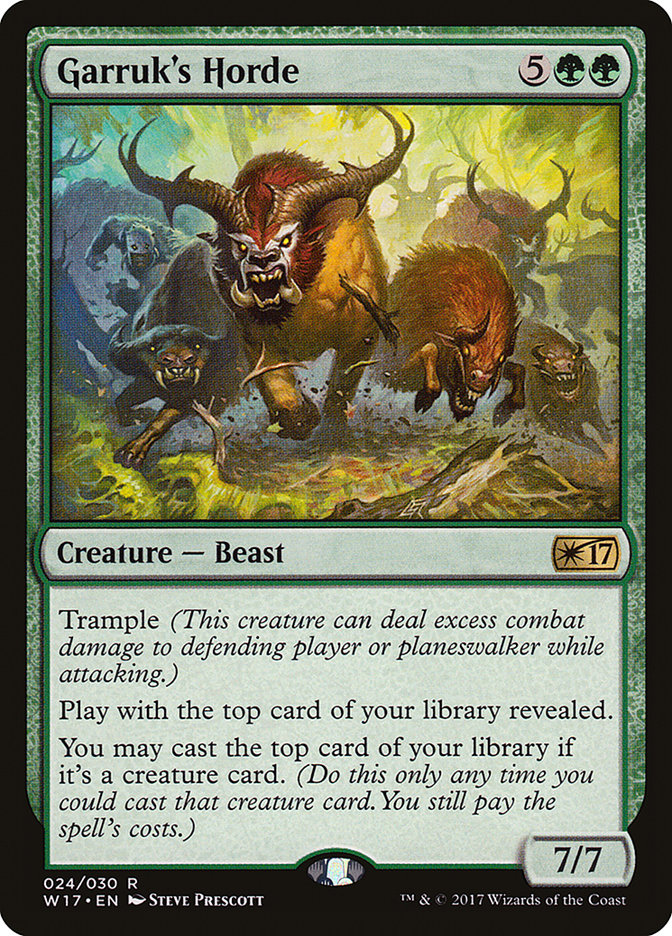 Garruk's Horde 5
Creature — Beast 17
Trample (This creature can deal excess combat
damage to defending player or planeswalker while
attacking.)
Play with the top card of your library revealed.
You may cast the top card of your library if
it's a creature card. (Do this only any time you
could cast that creature card. You still pay the
spell's costs.)
7/7
024/030 R
W17 • EN Steve Prescott
™ & © 2017 Wizards of the Coast